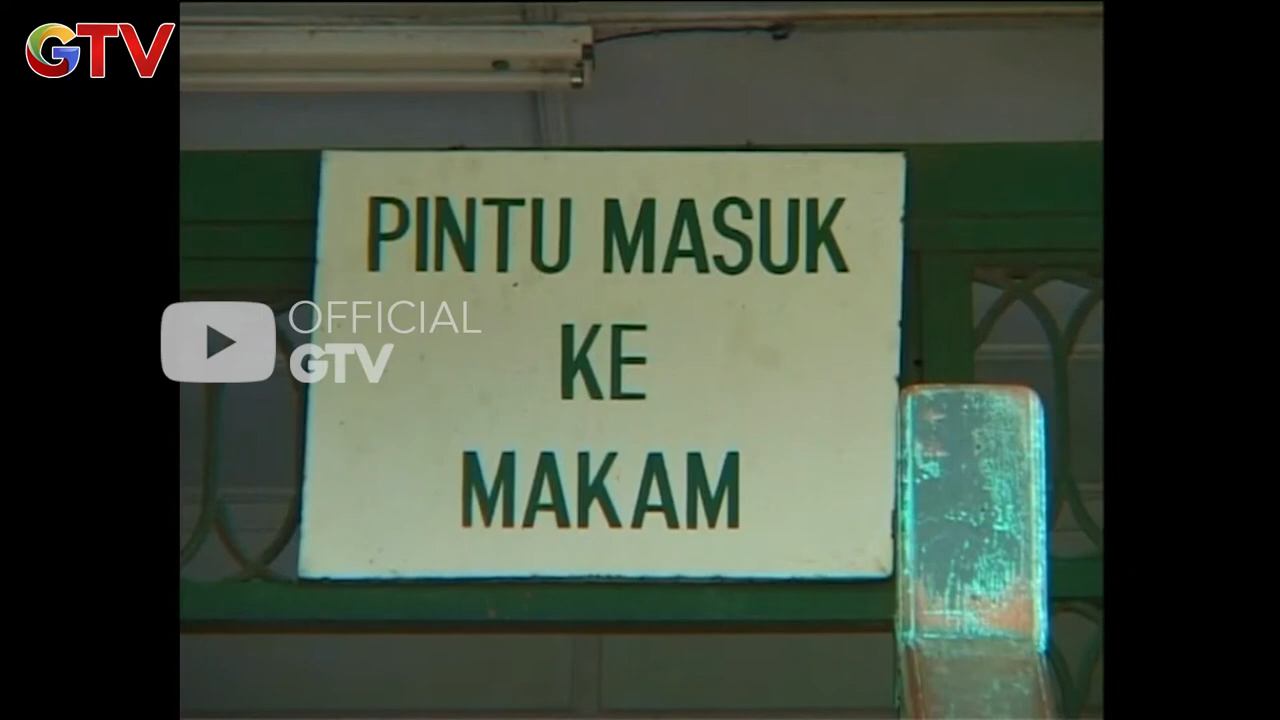 GTV
PINTU MASUK
KE
MAKAM
OFFICIAL
GTV